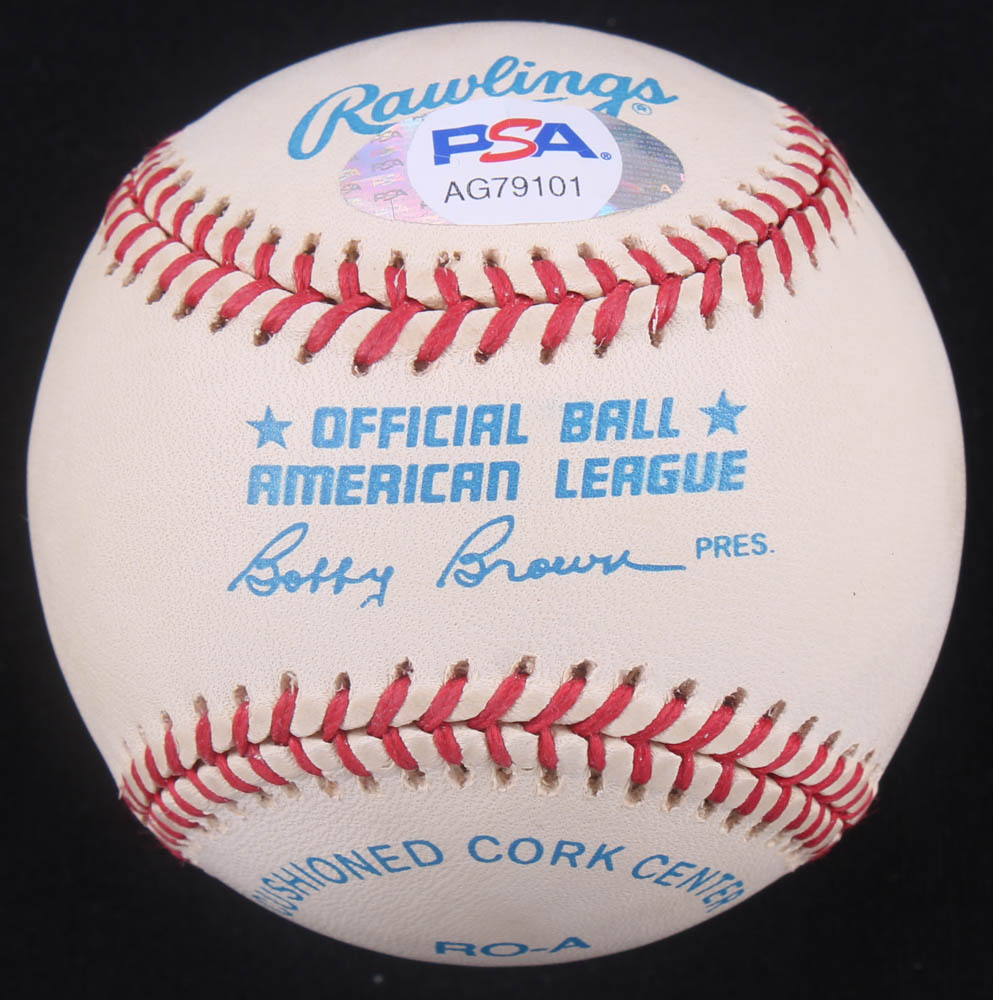 Rawlings®
PSA®
AG79101
★ OFFICIAL BALL ★
AMERICAN LEAGUE
Bobby Brown PRES.
CUSHIONED CORK CENTER
RO-A